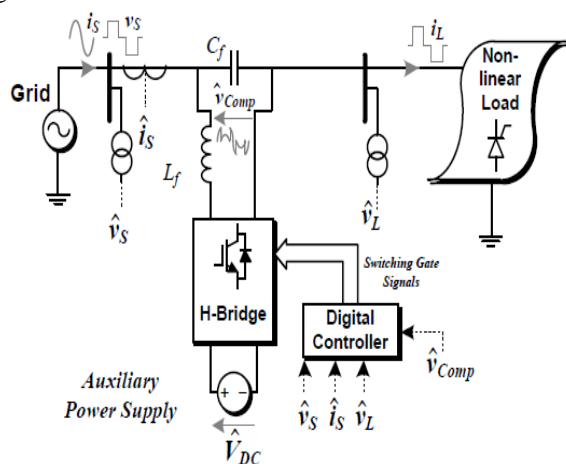 i_S v_S
C_f
i_L
Grid
v̂_Comp
Non-
linear
Load
î_S
L_f
v̂_S
v̂_L
Switching Gate
Signals
H-Bridge
Digital
Controller
v̂_Comp
Auxiliary
Power Supply
+ −
v̂_S î_S v̂_L
V̂_DC